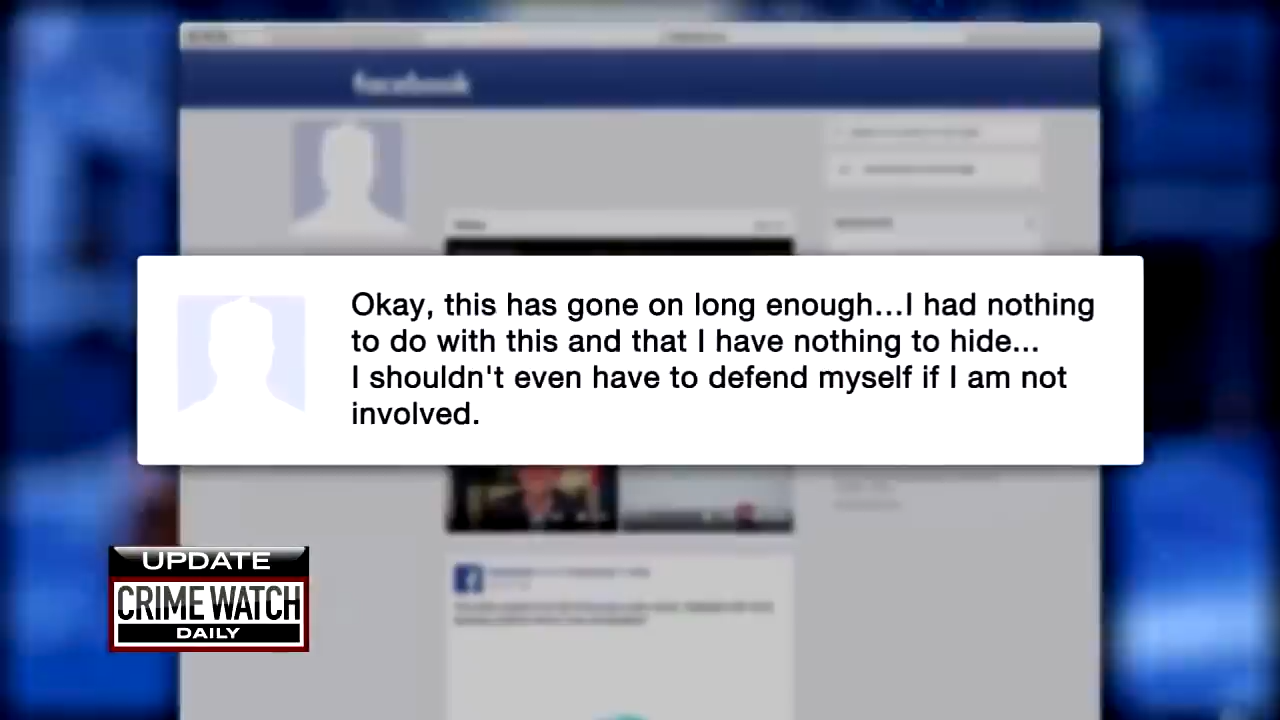 facebook
Okay, this has gone on long enough...I had nothing
to do with this and that I have nothing to hide...
I shouldn't even have to defend myself if I am not
involved.
UPDATE
CRIME WATCH
DAILY